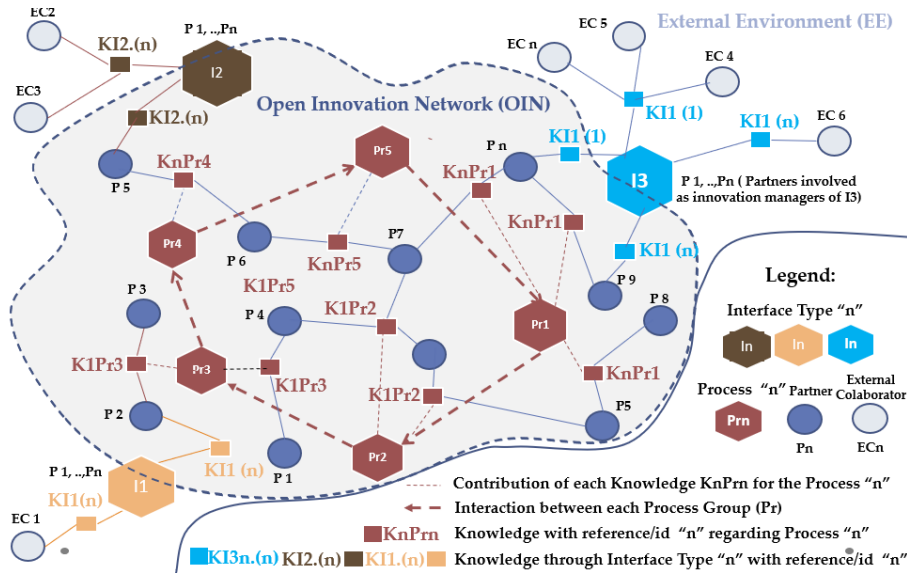 EC2
P 1, ..,Pn
EC 5
External Environment (EE)
KI2.(n)
I2
EC n
EC 4
EC3
KI2.(n)
Open Innovation Network (OIN)
KI1 (1)
KI1 (n)
EC 6
KI1 (1)
P n
Pr5
KnPr4
KnPr1
I3
P 1, ..,Pn ( Partners involved
as innovation managers of I3)
P 5
KnPr1
Pr4
P 6
KnPr5
P7
KI1 (n)
K1Pr5
Legend:
P 3
P 4
K1Pr2
P 9
P 8
Interface Type “n”
Pr1
In
In
In
K1Pr3
Pr3
K1Pr3
KnPr1
Process “n”
Partner
External
Colaborator
K1Pr2
P 2
P5
Prn
Pn
ECn
KI1 (n)
P 1
Pr2
P 1, ..,Pn
I1
KI1(n)
Contribution of each Knowledge KnPrn for the Process “n”
Interaction between each Process Group (Pr)
EC 1
KnPrn
Knowledge with reference/id “n” regarding Process “n”
KI3n.(n)
KI2.(n)
KI1.(n)
Knowledge through Interface Type “n” with reference/id “n”